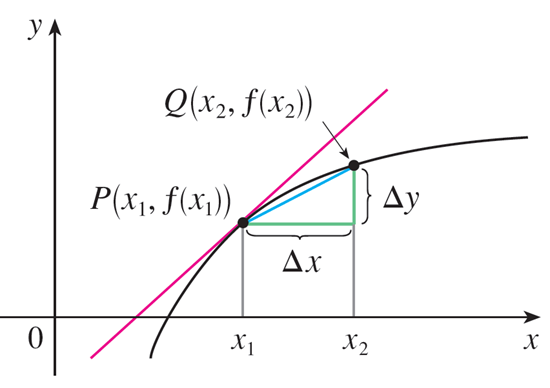 y
Q(x₂, f(x₂))
P(x₁, f(x₁))
Δy
Δx
0
x₁
x₂
x